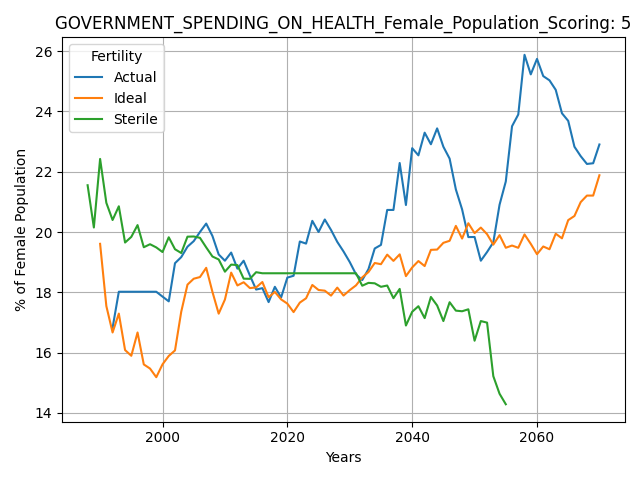 GOVERNMENT_SPENDING_ON_HEALTH_Female_Population_Scoring: 5
Fertility
Actual
Ideal
Sterile
% of Female Population
26
24
22
20
18
16
14
2000 2020 2040 2060
Years